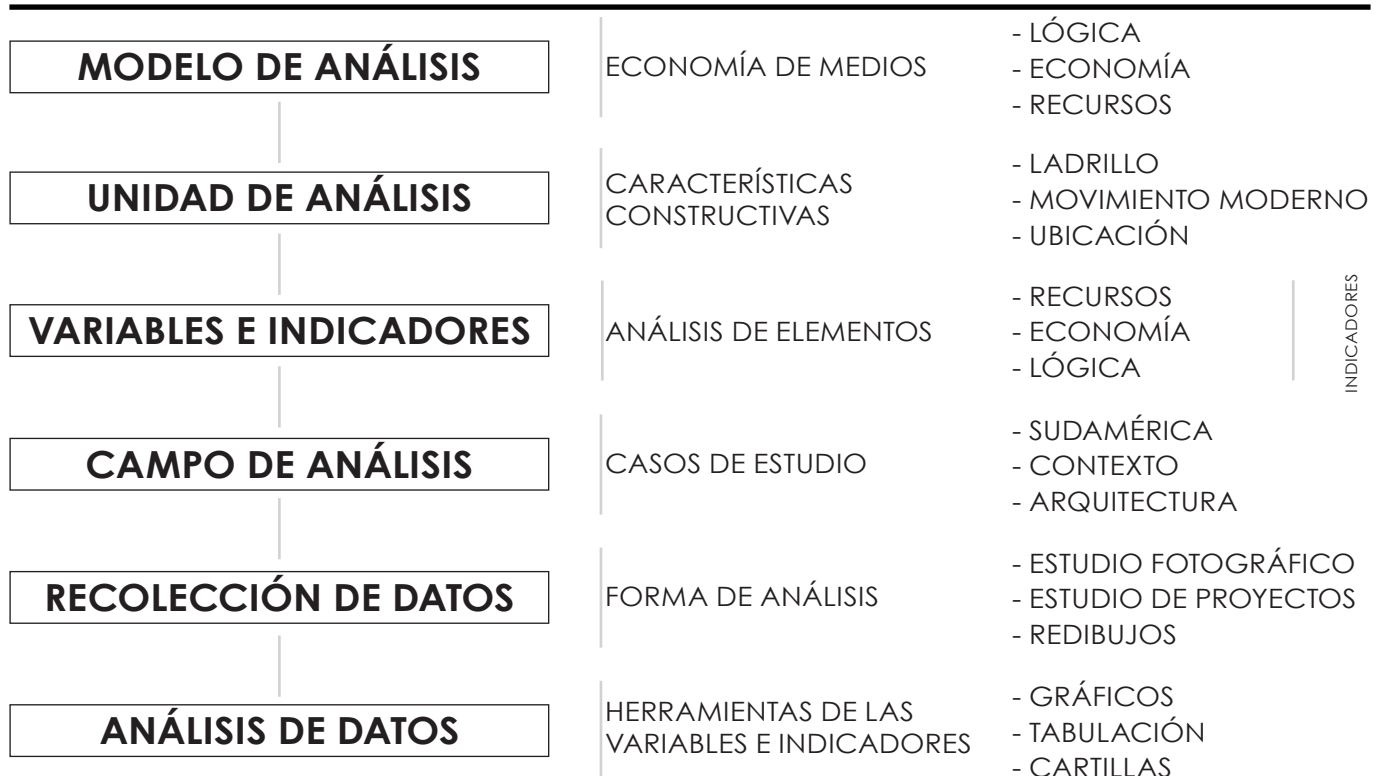 MODELO DE ANÁLISIS
ECONOMÍA DE MEDIOS
- LÓGICA
- ECONOMÍA
- RECURSOS
UNIDAD DE ANÁLISIS
CARACTERÍSTICAS
CONSTRUCTIVAS
- LADRILLO
- MOVIMIENTO MODERNO
- UBICACIÓN
VARIABLES E INDICADORES
ANÁLISIS DE ELEMENTOS
- RECURSOS
- ECONOMÍA
- LÓGICA
INDICADORES
CAMPO DE ANÁLISIS
CASOS DE ESTUDIO
- SUDAMÉRICA
- CONTEXTO
- ARQUITECTURA
RECOLECCIÓN DE DATOS
FORMA DE ANÁLISIS
- ESTUDIO FOTOGRÁFICO
- ESTUDIO DE PROYECTOS
- REDIBUJOS
ANÁLISIS DE DATOS
HERRAMIENTAS DE LAS
VARIABLES E INDICADORES
- GRÁFICOS
- TABULACIÓN
- CARTILLAS